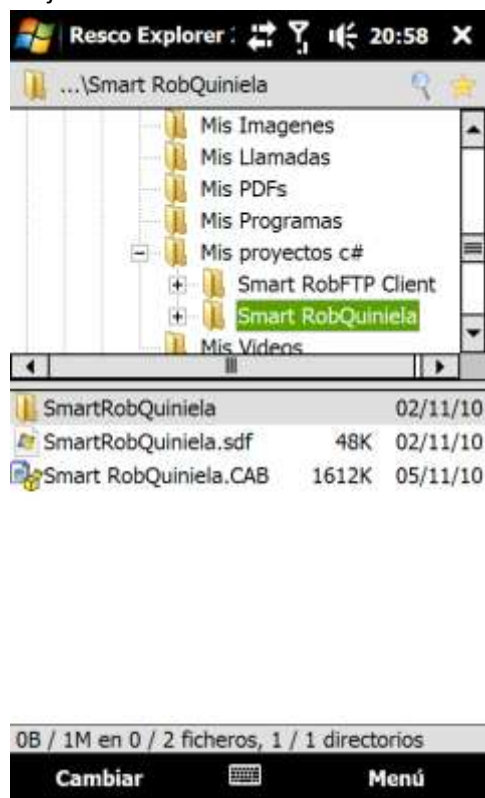 Resco Explorer 20:58
...\Smart RobQuiniela
Mis Imagenes
Mis Llamadas
Mis PDFs
Mis Programas
Mis proyectos c#
Smart RobFTP Client
Smart RobQuiniela
Mis Videos
SmartRobQuiniela 02/11/10
SmartRobQuiniela.sdf 48K 02/11/10
Smart RobQuiniela.CAB 1612K 05/11/10
0B / 1M en 0 / 2 ficheros, 1 / 1 directorios
Cambiar Menú